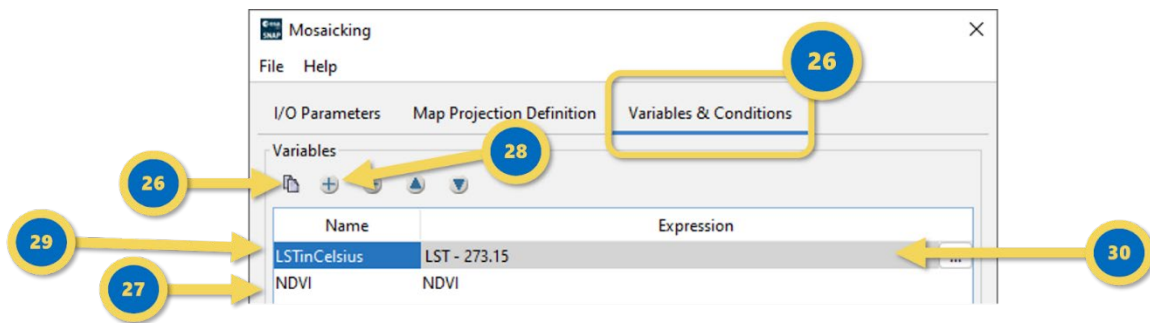 esa
SNAP Mosaicking
File Help
26
I/O Parameters Map Projection Definition Variables & Conditions
Variables
28
26
Name Expression
29
LSTinCelsius LST - 273.15 ...
30
27
NDVI NDVI